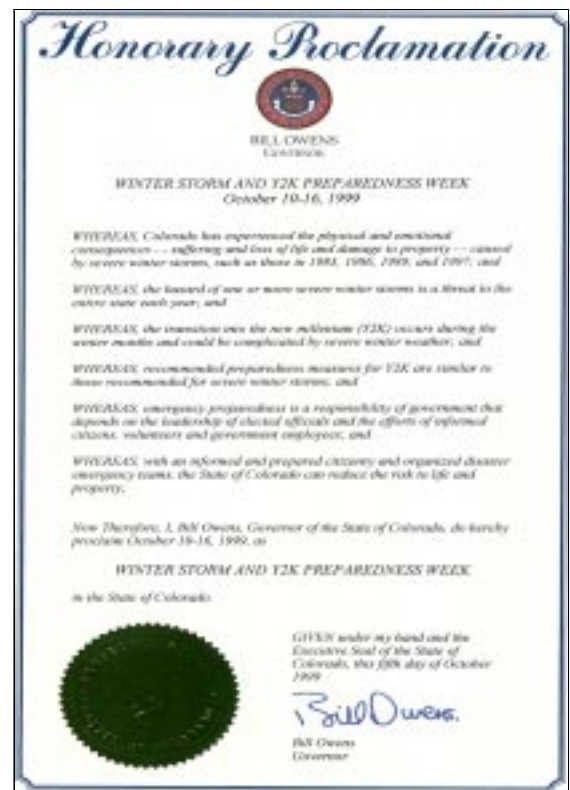 Honorary Proclamation
BILL OWENS
GOVERNOR
WINTER STORM AND Y2K PREPAREDNESS WEEK
October 10-16, 1999
WHEREAS, Colorado has experienced the physical and emotional
consequences -- suffering and loss of life and damage to property -- caused
by severe winter storms, such as those in and 1997; and
WHEREAS, the hazard of one or more severe winter storms is a threat to the
entire state each year; and
WHEREAS, the transition into the new millenium (Y2K) occurs during the
winter months and could be complicated by severe winter weather; and
WHEREAS, recommended preparedness measures for Y2K are similar to
those recommended for severe winter storms; and
WHEREAS, emergency preparedness is a responsibility of government that
depends on the leadership of elected officials and the efforts of informed
citizens, volunteers and government employees; and
WHEREAS, with an informed and prepared citizenry and organized disaster
emergency teams, the State of Colorado can reduce the risk to life and
property,
Now Therefore, I, Bill Owens, Governor of the State of Colorado, do hereby
proclaim October 10-16, 1999, as
WINTER STORM AND Y2K PREPAREDNESS WEEK
in the State of Colorado.
GIVEN under my hand and the
Executive Seal of the State of
Colorado, this fifth day of October
1999
Bill Owens.
Bill Owens
Governor